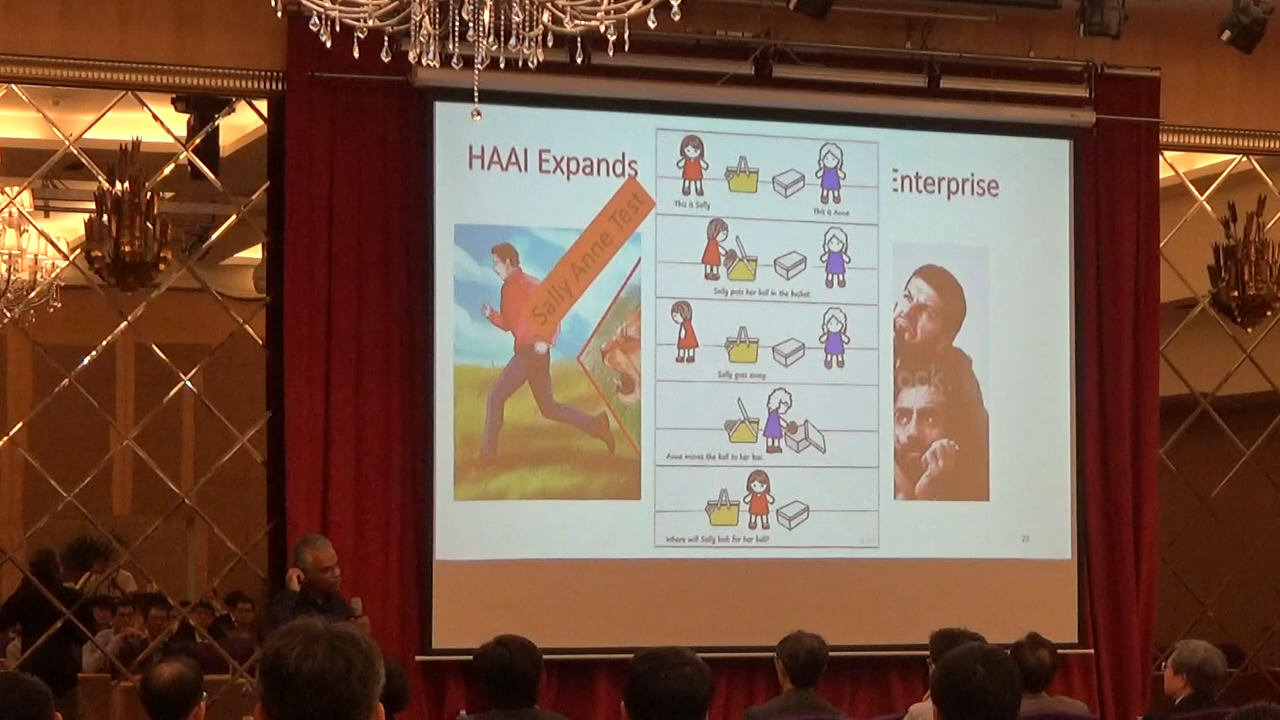 HAAI Expands
Enterprise
Sally Anne Test
This is Sally
This is Anne
Sally puts her ball in the basket.
Sally goes away.
Anne moves the ball to her box.
Where will Sally look for her ball?